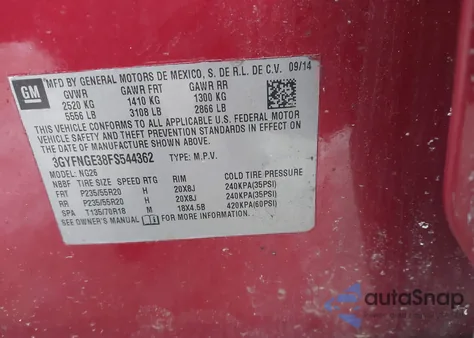 GM
MFD BY GENERAL MOTORS DE MEXICO, S. DE R.L. DE C.V. 09/14
GVWR GAWR FRT GAWR RR
2520 KG 1410 KG 1300 KG
5556 LB 3108 LB 2866 LB
THIS VEHICLE CONFORMS TO ALL APPLICABLE U.S. FEDERAL MOTOR
VEHICLE SAFETY AND THEFT PREVENTION STANDARDS IN EFFECT ON
THE DATE OF MANUFACTURE SHOWN ABOVE.
3GYFNGE38FS544362 TYPE: M.P.V.
MODEL: NG26
NBBF TIRE SIZE SPEED RTG RIM COLD TIRE PRESSURE
FRT P235/55R20 H 20X8J 240KPA(35PSI)
RR P235/55R20 H 20X8J 240KPA(35PSI)
SPA T135/70R18 M 18X4.5B 420KPA(60PSI)
SEE OWNER'S MANUAL FOR MORE INFORMATION.
autoSnap